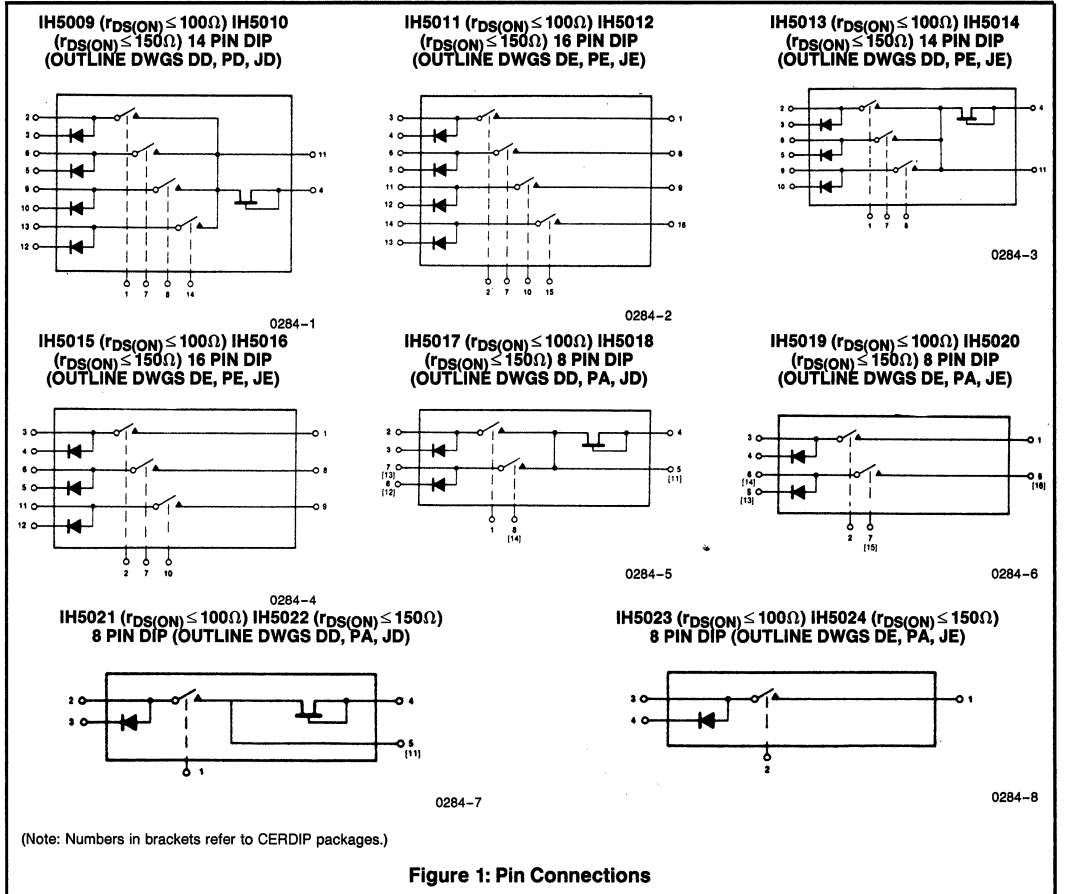 IH5009 (rDS(ON) ≤ 100Ω) IH5010
(rDS(ON) ≤ 150Ω) 14 PIN DIP
(OUTLINE DWGS DD, PD, JD)
2
3
6
5
9
10
13
12
11
4
1 7 8 14
0284–1
IH5011 (rDS(ON) ≤ 100Ω) IH5012
(rDS(ON) ≤ 150Ω) 16 PIN DIP
(OUTLINE DWGS DE, PE, JE)
3
4
6
5
11
12
14
13
1
8
9
16
2 7 10 15
0284–2
IH5013 (rDS(ON) ≤ 100Ω) IH5014
(rDS(ON) ≤ 150Ω) 14 PIN DIP
(OUTLINE DWGS DD, PE, JE)
2
3
6
5
9
10
4
11
1 7 8
0284–3
IH5015 (rDS(ON) ≤ 100Ω) IH5016
(rDS(ON) ≤ 150Ω) 16 PIN DIP
(OUTLINE DWGS DE, PE, JE)
3
4
6
5
11
12
1
8
9
2 7 10
0284–4
IH5017 (rDS(ON) ≤ 100Ω) IH5018
(rDS(ON) ≤ 150Ω) 8 PIN DIP
(OUTLINE DWGS DD, PA, JD)
2
3
7
[13]
6
[12]
4
5
[11]
1 8
[14]
0284–5
IH5019 (rDS(ON) ≤ 100Ω) IH5020
(rDS(ON) ≤ 150Ω) 8 PIN DIP
(OUTLINE DWGS DE, PA, JE)
3
4
6
[14]
5
[13]
1
8
[16]
2 7
[15]
0284–6
IH5021 (rDS(ON) ≤ 100Ω) IH5022 (rDS(ON) ≤ 150Ω)
8 PIN DIP (OUTLINE DWGS DD, PA, JD)
2
3
4
5
[11]
1
0284–7
IH5023 (rDS(ON) ≤ 100Ω) IH5024 (rDS(ON) ≤ 150Ω)
8 PIN DIP (OUTLINE DWGS DE, PA, JE)
3
4
1
2
0284–8
(Note: Numbers in brackets refer to CERDIP packages.)
Figure 1: Pin Connections